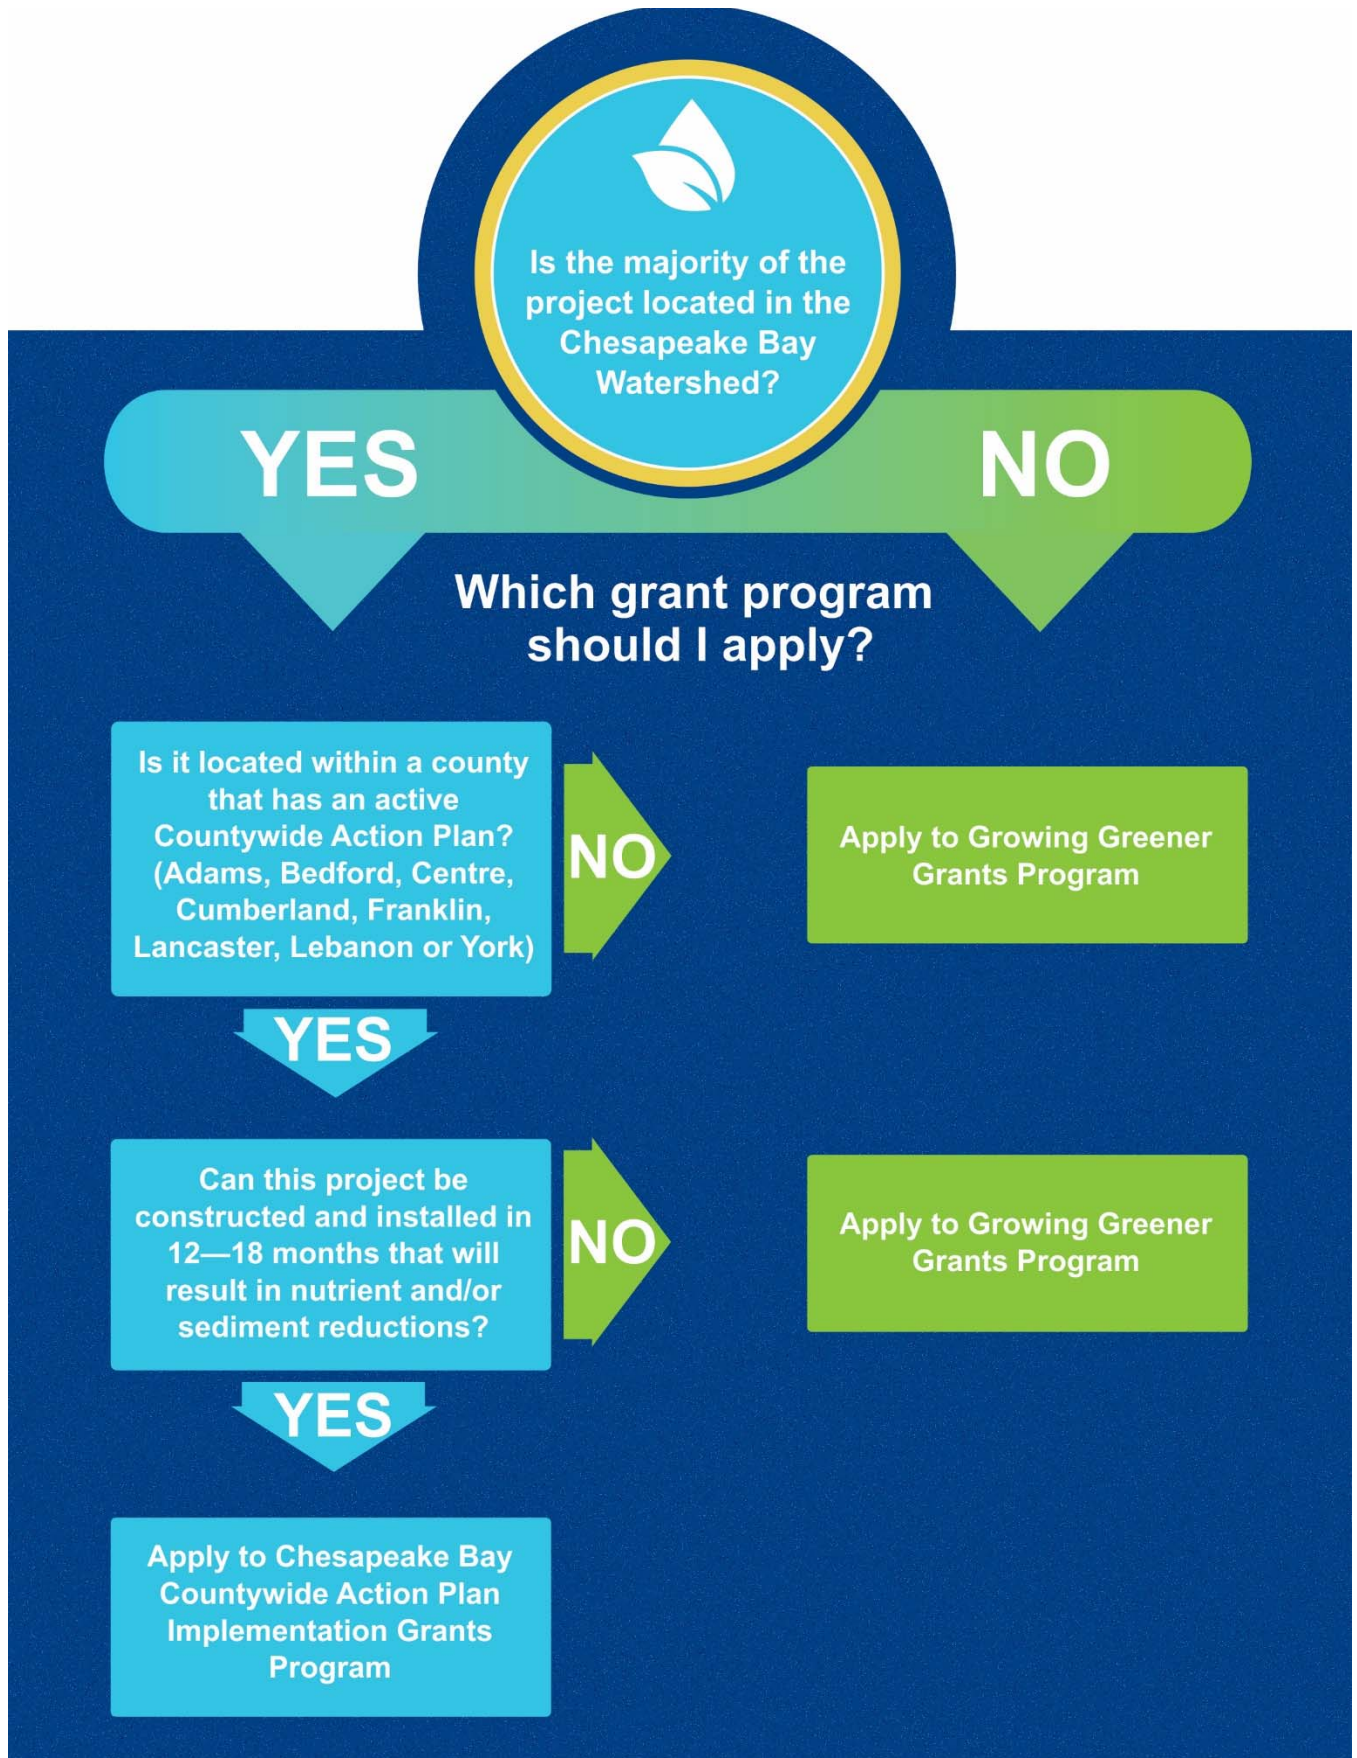 Is the majority of the
project located in the
Chesapeake Bay
Watershed?
YES
NO
Which grant program
should I apply?
Is it located within a county
that has an active
Countywide Action Plan?
(Adams, Bedford, Centre,
Cumberland, Franklin,
Lancaster, Lebanon or York)
NO
Apply to Growing Greener
Grants Program
YES
Can this project be
constructed and installed in
12—18 months that will
result in nutrient and/or
sediment reductions?
NO
Apply to Growing Greener
Grants Program
YES
Apply to Chesapeake Bay
Countywide Action Plan
Implementation Grants
Program